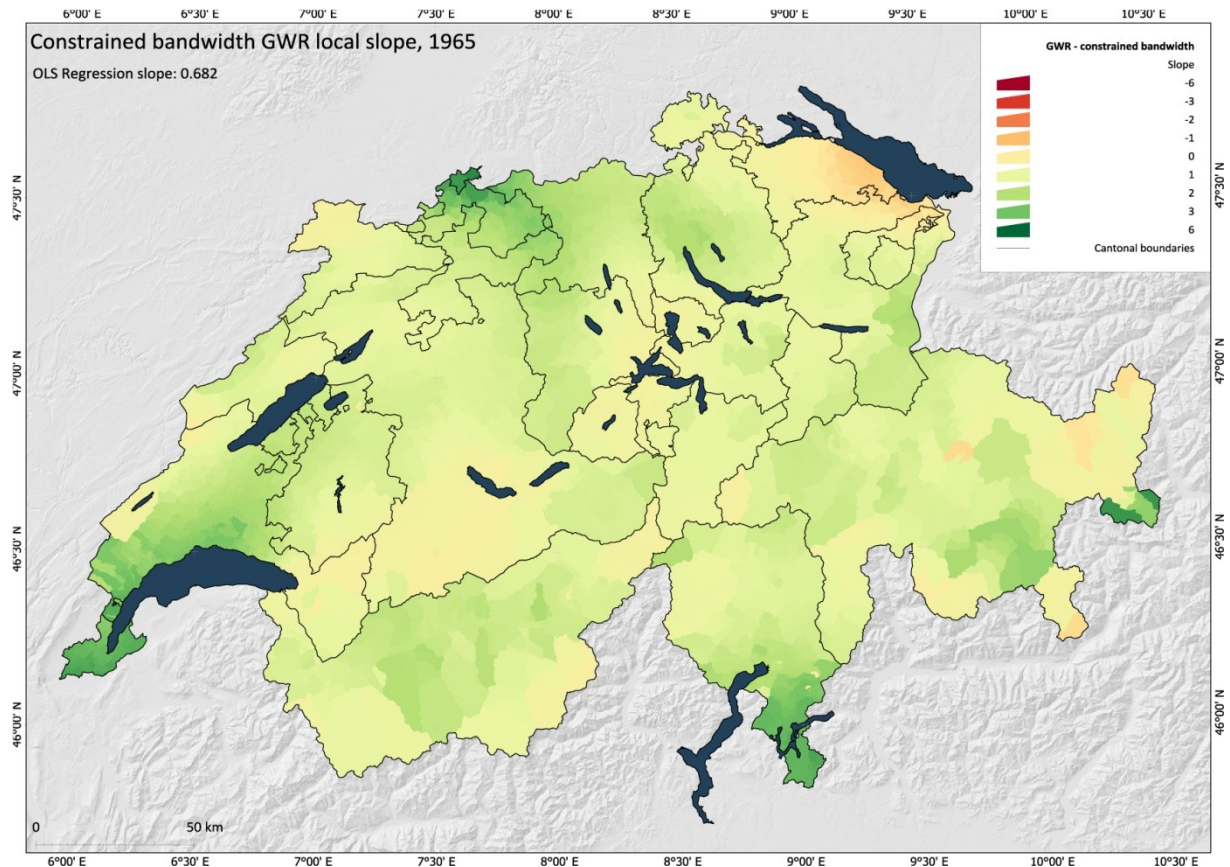 6°00' E 6°30' E 7°00' E 7°30' E 8°00' E 8°30' E 9°00' E 9°30' E 10°00' E 10°30' E
Constrained bandwidth GWR local slope, 1965
OLS Regression slope: 0.682
GWR - constrained bandwidth
Slope
-6
-3
-2
-1
0
1
2
3
6
Cantonal boundaries
47°30' N 47°30' N
47°00' N 47°00' N
46°30' N 46°30' N
46°00' N 46°00' N
0 50 km
6°00' E 6°30' E 7°00' E 7°30' E 8°00' E 8°30' E 9°00' E 9°30' E 10°00' E 10°30' E